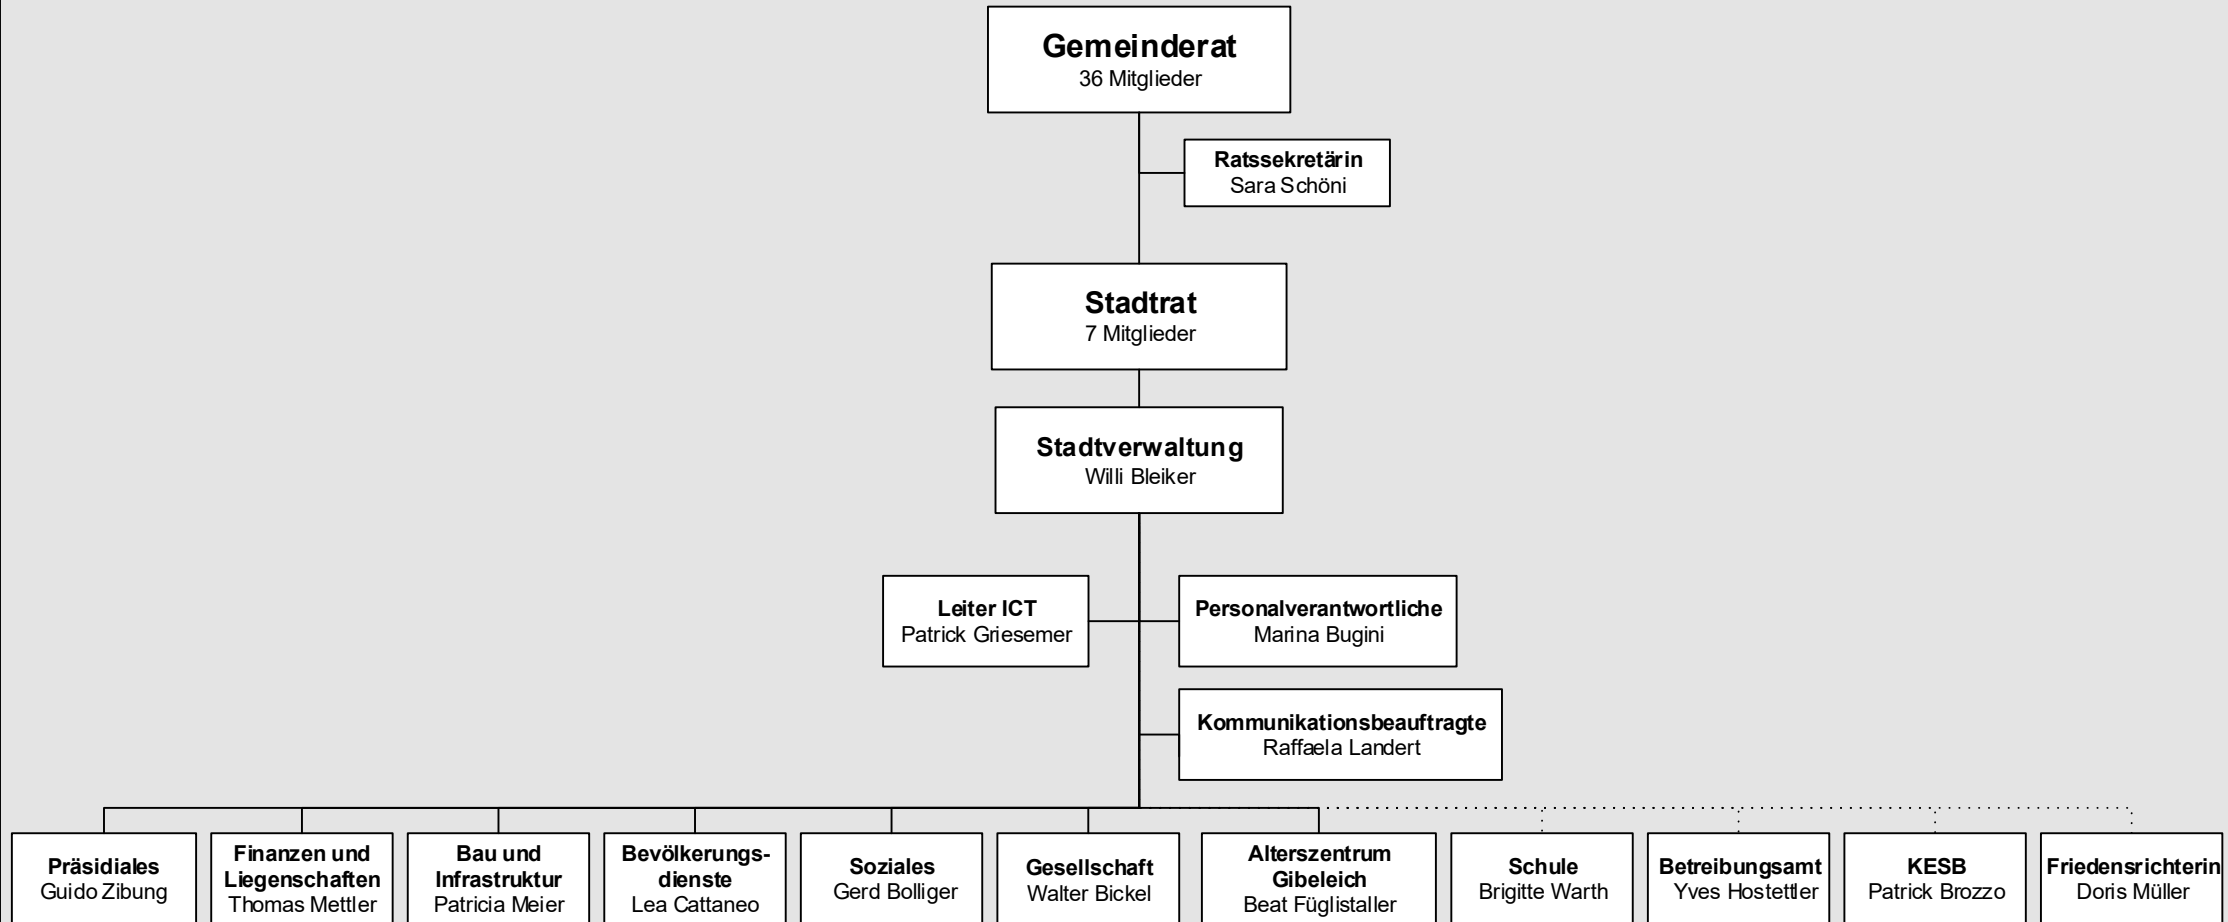 Gemeinderat
36 Mitglieder
Ratssekretärin
Sara Schöni
Stadtrat
7 Mitglieder
Stadtverwaltung
Willi Bleiker
Leiter ICT
Patrick Griesemer
Personalverantwortliche
Marina Bugini
Kommunikationsbeauftragte
Raffaela Landert
Präsidiales
Guido Zibung
Finanzen und
Liegenschaften
Thomas Mettler
Bau und
Infrastruktur
Patricia Meier
Bevölkerungs-
dienste
Lea Cattaneo
Soziales
Gerd Bolliger
Gesellschaft
Walter Bickel
Alterszentrum
Gibeleich
Beat Füglistaller
Schule
Brigitte Warth
Betreibungsamt
Yves Hostettler
KESB
Patrick Brozzo
Friedensrichterin
Doris Müller